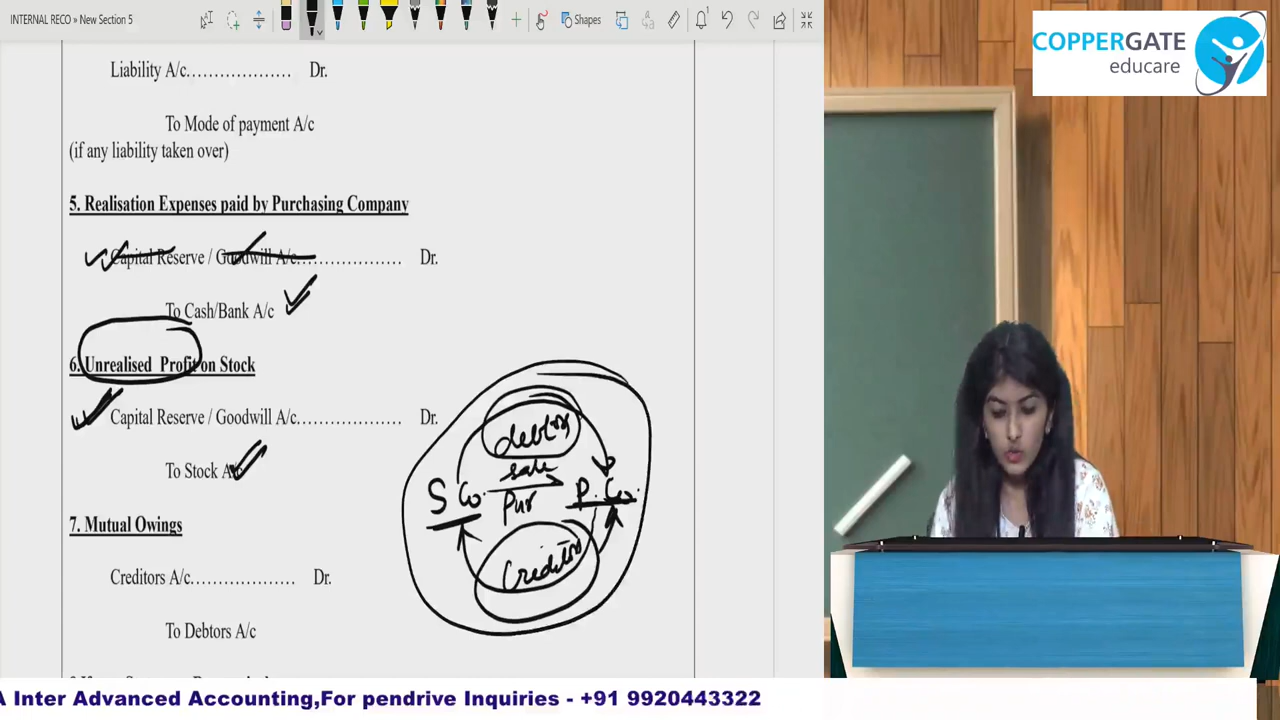 INTERNAL RECO » New Section 5
Shapes
COPPERGATE
educare
Liability A/c................... Dr.
To Mode of payment A/c
(if any liability taken over)
5. Realisation Expenses paid by Purchasing Company
Capital Reserve / Goodwill A/c.................... Dr.
To Cash/Bank A/c
6. Unrealised Profit on Stock
Capital Reserve / Goodwill A/c.................... Dr.
To Stock A/c
debtors
sale
S Co. P. Co.
Pur
Creditors
7. Mutual Owings
Creditors A/c.................... Dr.
To Debtors A/c
A Inter Advanced Accounting,For pendrive Inquiries - +91 9920443322